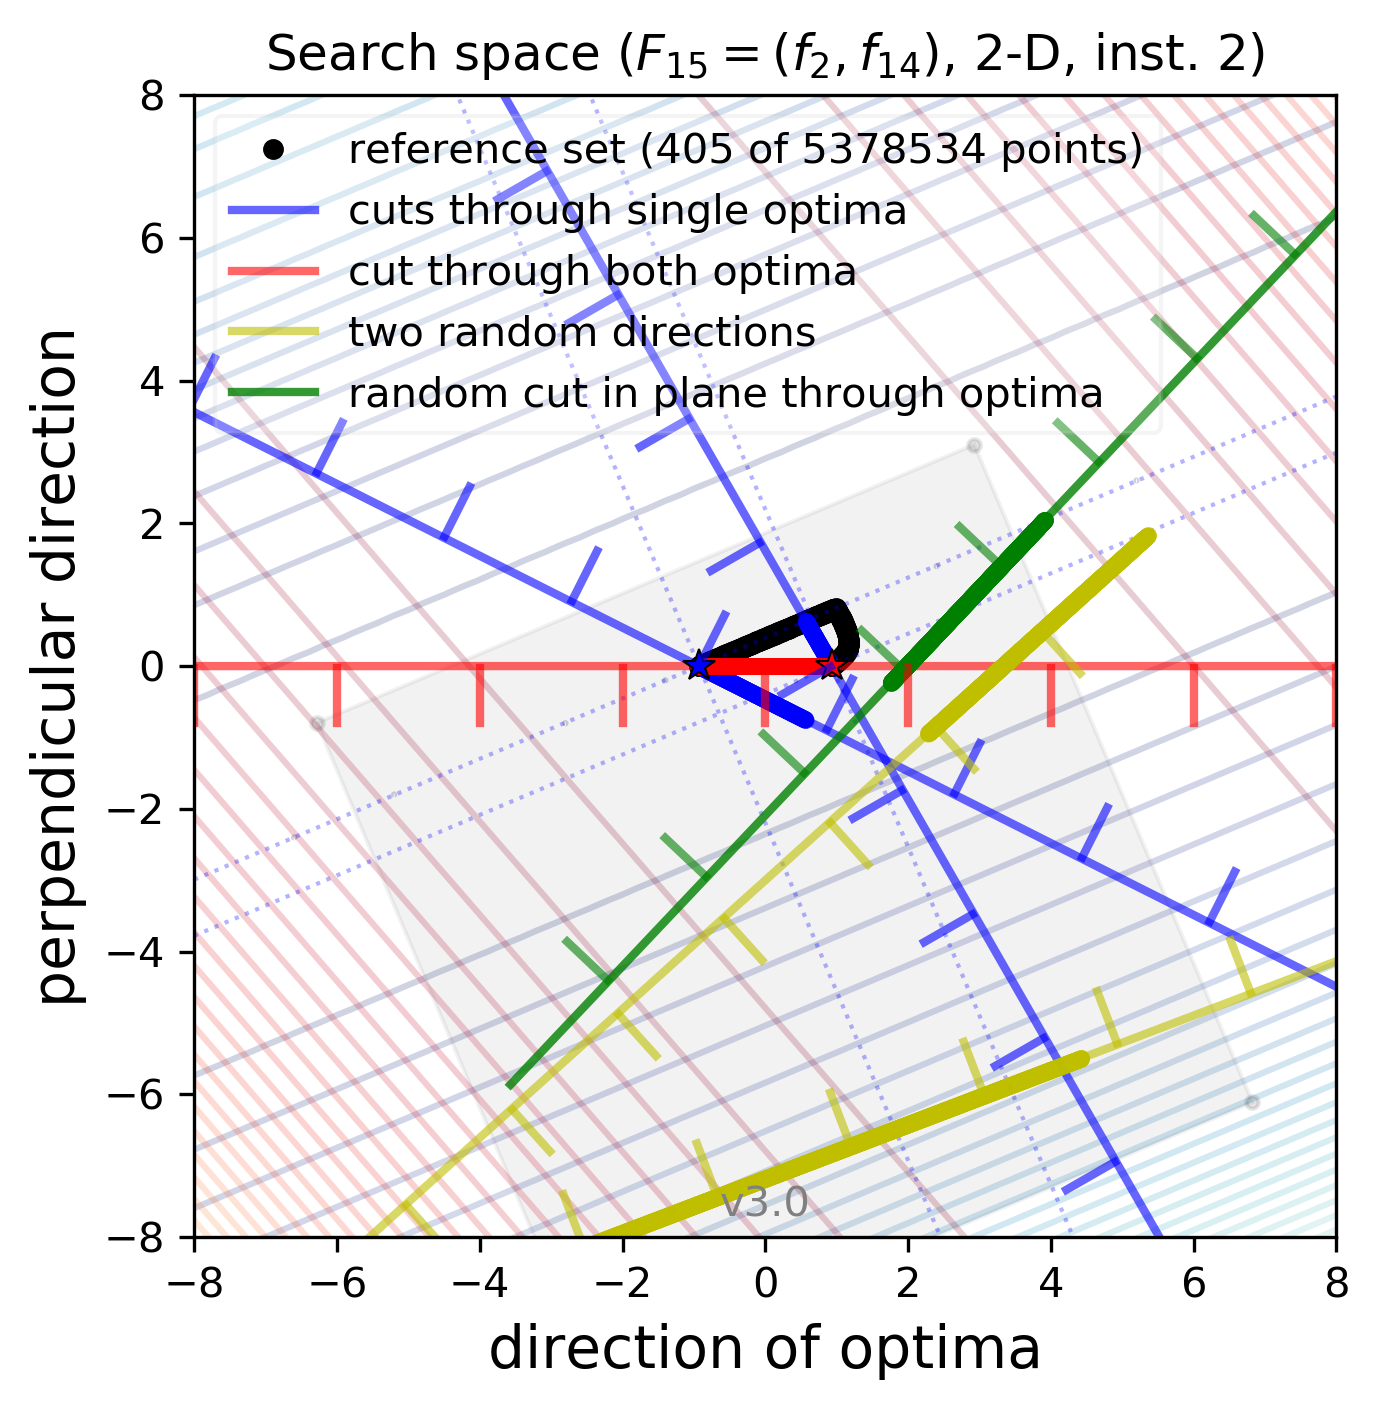 Search space (F₁₅ = (f₂, f₁₄), 2-D, inst. 2)
reference set (405 of 5378534 points)
cuts through single optima
cut through both optima
two random directions
random cut in plane through optima
perpendicular direction
8
6
4
2
0
−2
−4
−6
−8
v3.0
−8 −6 −4 −2 0 2 4 6 8
direction of optima